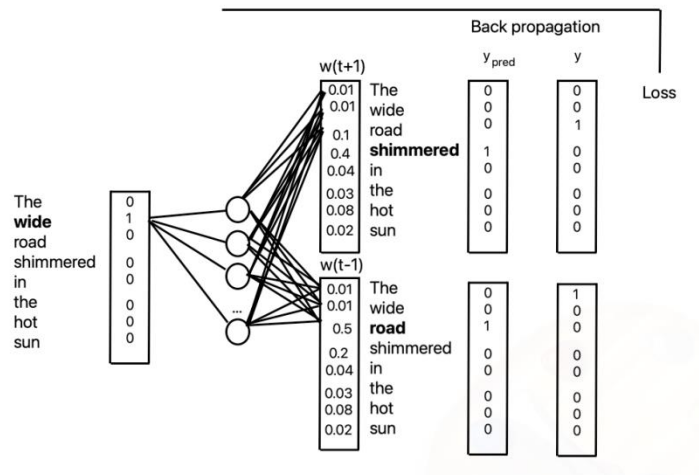 Back propagation
y pred
y
Loss
w(t+1)
0.01 The 0 0
0.01 wide 0 0
0.1 road 0 1
0.4 shimmered 1 0
0.04 in 0 0
0.03 the 0 0
0.08 hot 0 0
0.02 sun 0 0
The 0
wide 1
road 0
shimmered 0
in 0
the 0
hot 0
sun 0
...
w(t-1)
0.01 The 0 1
0.01 wide 0 0
0.5 road 1 0
0.2 shimmered 0 0
0.04 in 0 0
0.03 the 0 0
0.08 hot 0 0
0.02 sun 0 0